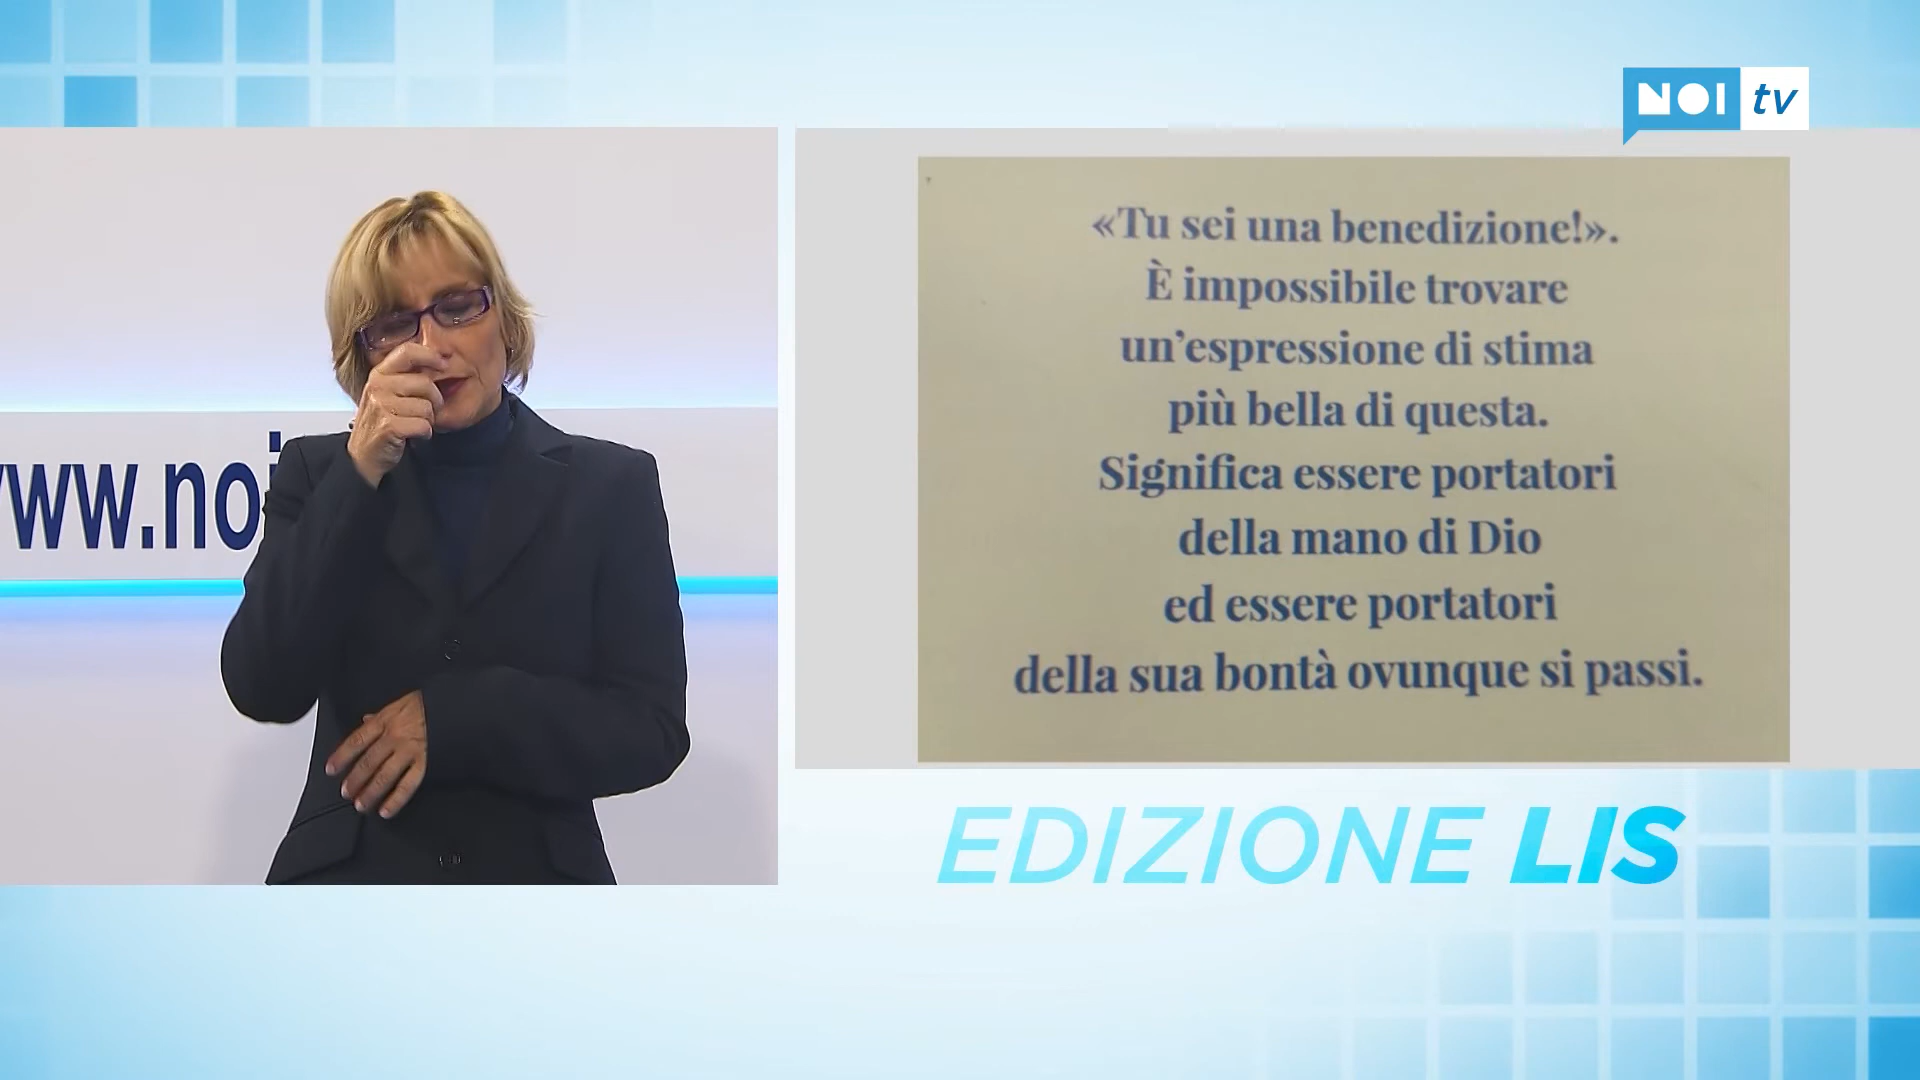 NOI tv
www.noi
«Tu sei una benedizione!».
È impossibile trovare
un’espressione di stima
più bella di questa.
Significa essere portatori
della mano di Dio
ed essere portatori
della sua bontà ovunque si passi.
EDIZIONE LIS